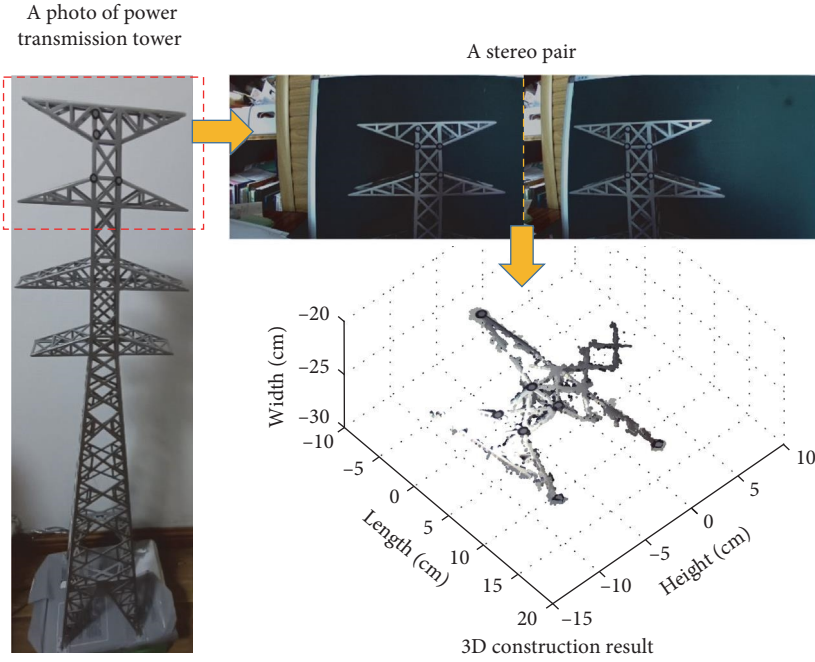 A photo of power
transmission tower
A stereo pair
Width (cm)
−20
−25
−30
−10
−5
0
5
10
15
20
Length (cm)
−15
−10
−5
0
5
10
Height (cm)
3D construction result